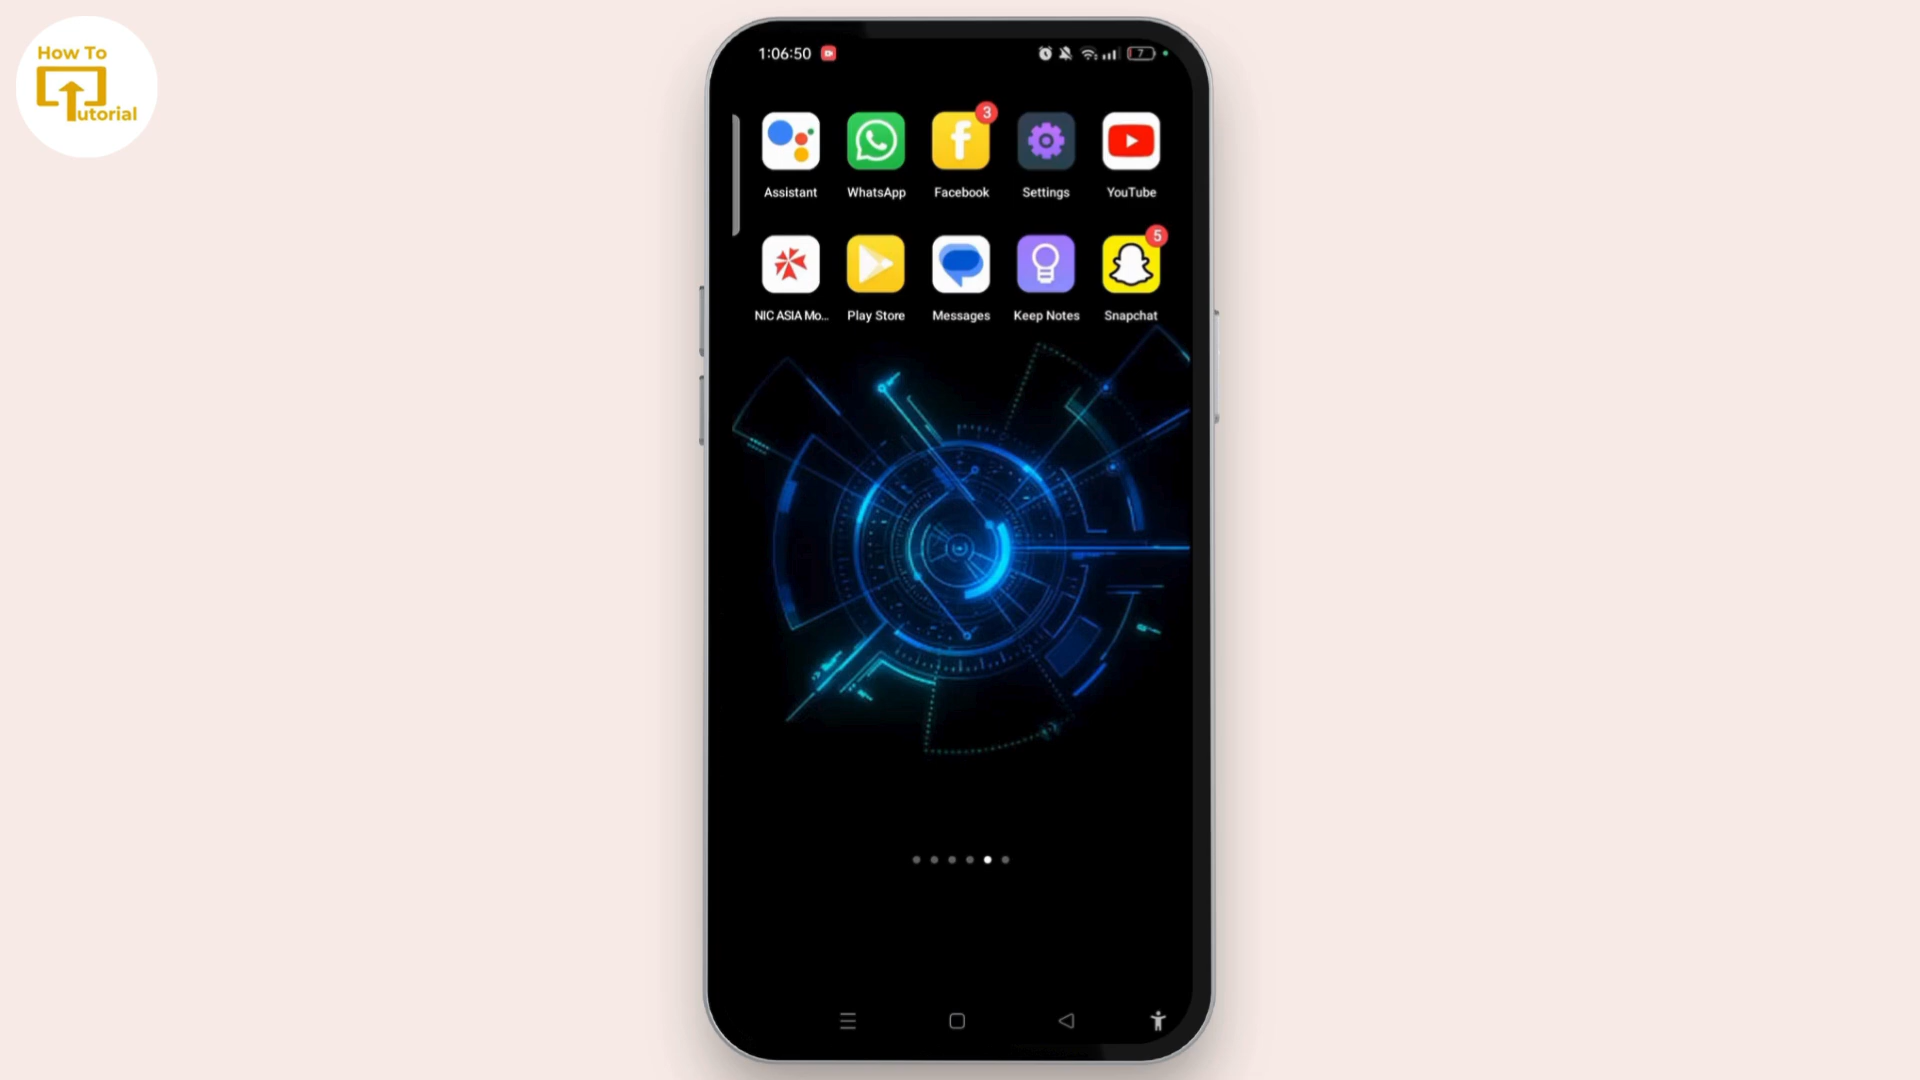 How To
Tutorial
1:06:50
7
3
Assistant WhatsApp Facebook Settings YouTube
5
NIC ASIA Mo... Play Store Messages Keep Notes Snapchat